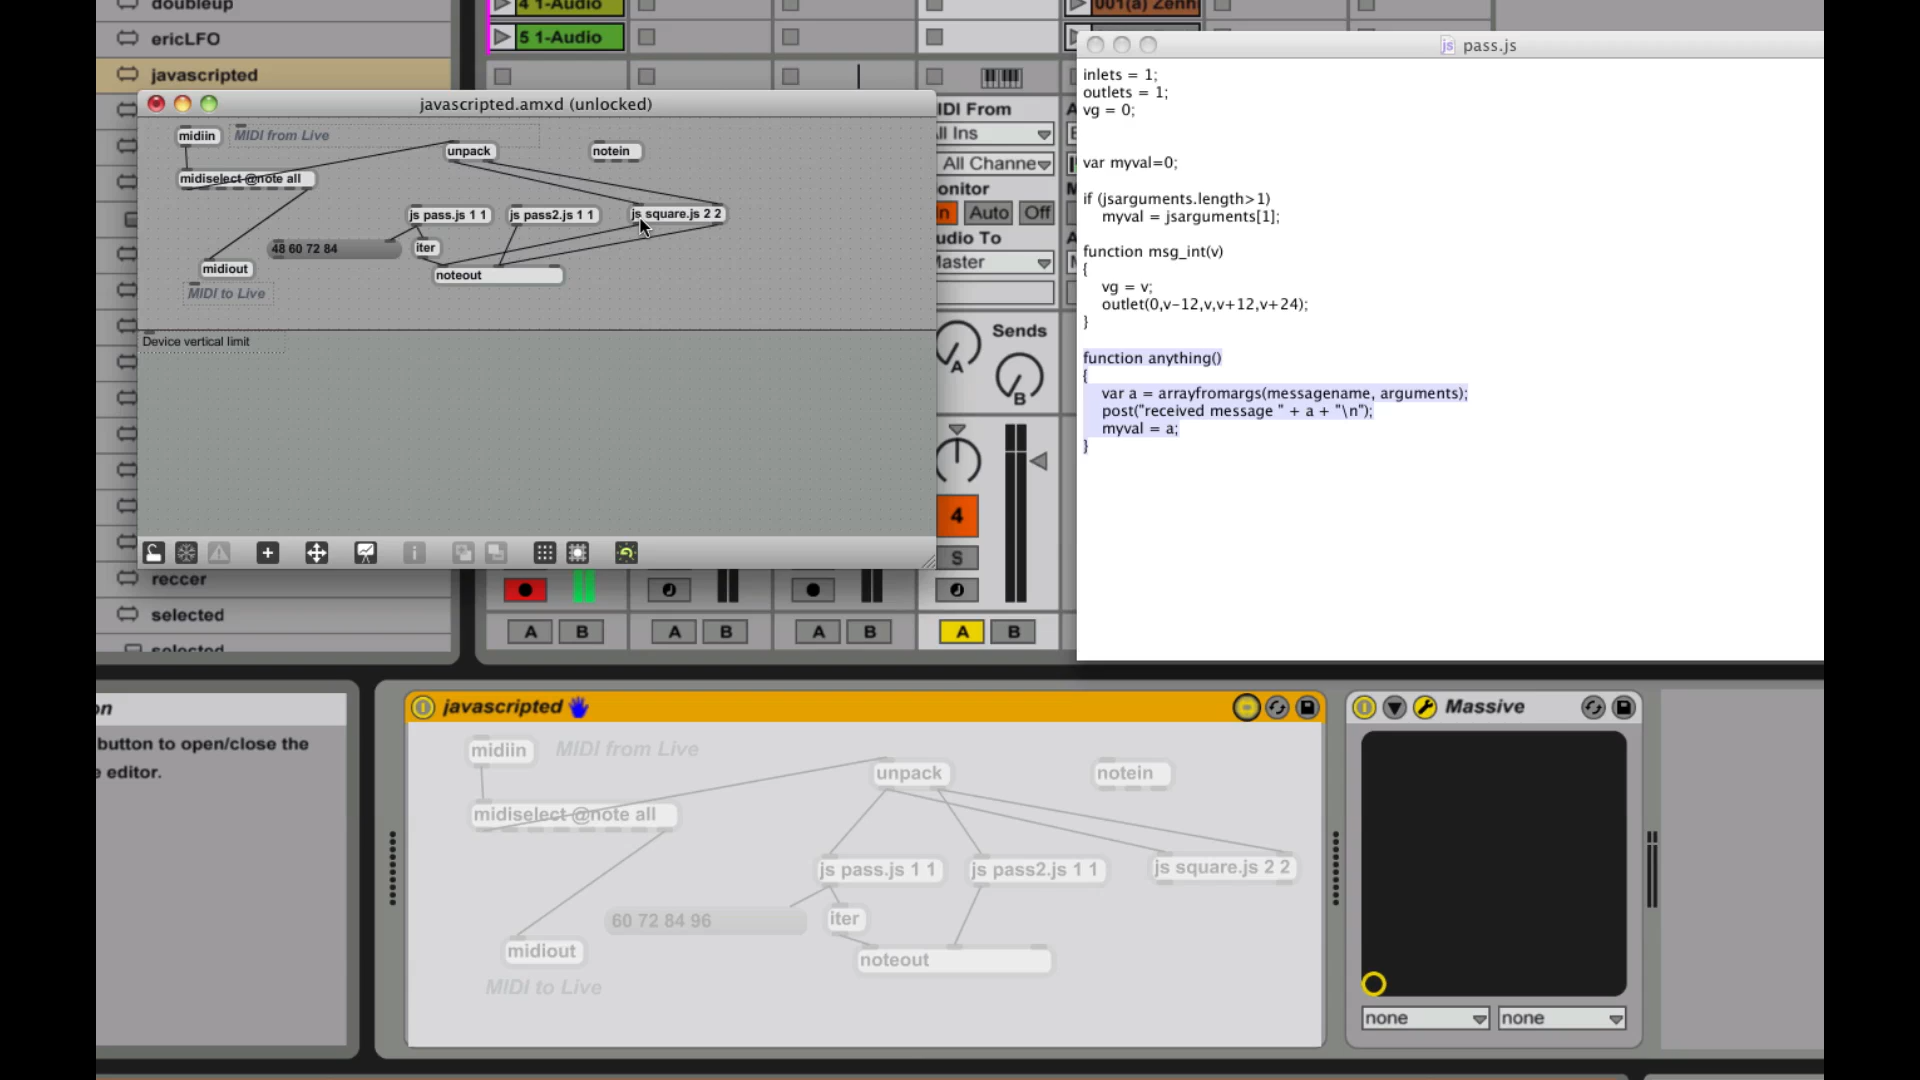 doubleup
ericLFO
javascripted
reccer
selected
selected
4 1-Audio
5 1-Audio
001(a) Zenh
javascripted.amxd (unlocked)
midiin
MIDI from Live
unpack
notein
midiselect @note all
js pass.js 1 1
js pass2.js 1 1
js square.js 2 2
48 60 72 84
iter
midiout
noteout
MIDI to Live
Device vertical limit
IDI From
ll Ins
All Channe
onitor
In
Auto
Off
udio To
Master
Sends
A
B
4
S
A
B
A
B
A
B
A
B
pass.js
inlets = 1;
outlets = 1;
vg = 0;
var myval=0;
if (jsarguments.length>1)
myval = jsarguments[1];
function msg_int(v)
{
vg = v;
outlet(0,v-12,v,v+12,v+24);
}
function anything()
{
var a = arrayfromargs(messagename, arguments);
post("received message " + a + "\n");
myval = a;
}
on
button to open/close the
e editor.
javascripted
midiin
MIDI from Live
unpack
notein
midiselect @note all
js pass.js 1 1
js pass2.js 1 1
js square.js 2 2
60 72 84 96
iter
midiout
noteout
MIDI to Live
Massive
none
none